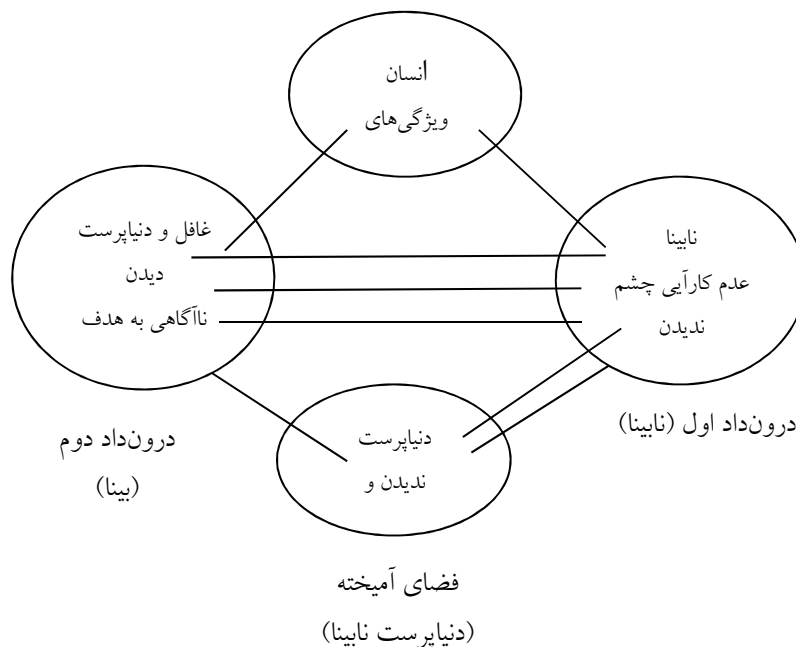 انسان
ویژگی‌های
نابینا
عدم کارآیی چشم
ندیدن
درون‌داد اول (نابینا)
غافل و دنیاپرست
دیدن
ناآگاهی به هدف
درون‌داد دوم
(بینا)
دنیاپرست
ندیدن و
فضای آمیخته
(دنیاپرست نابینا)